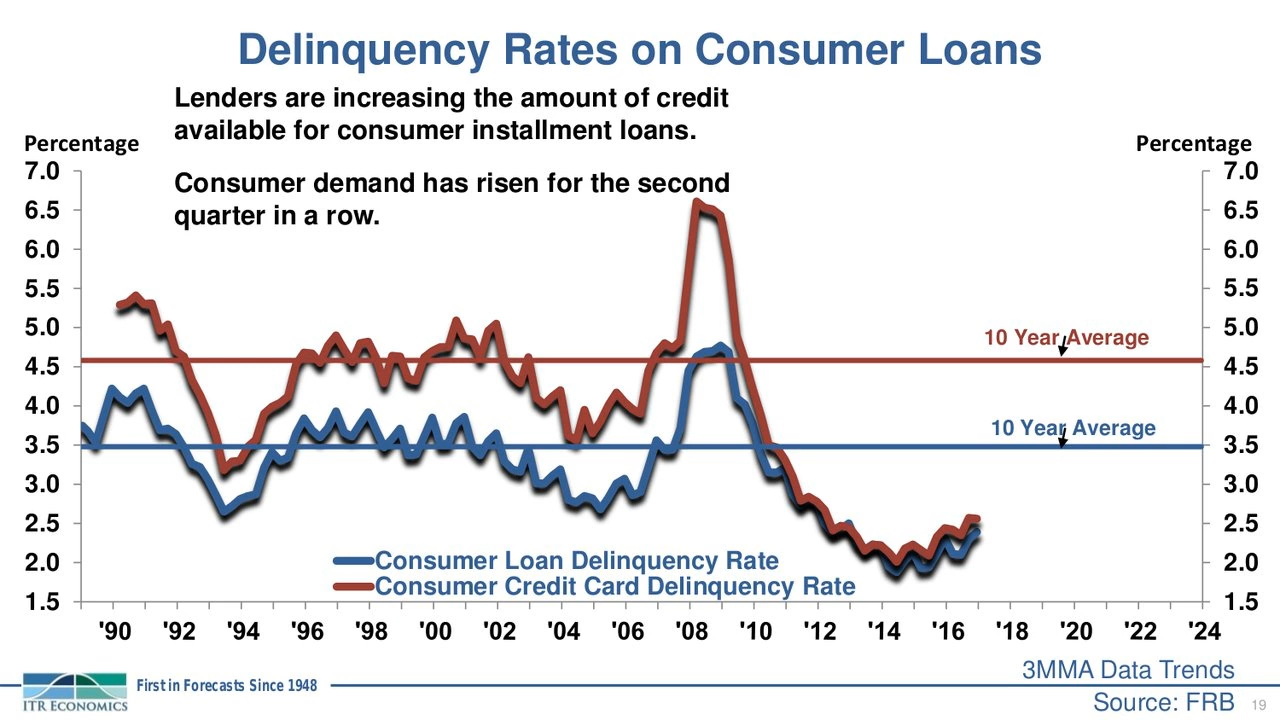 Delinquency Rates on Consumer Loans
Lenders are increasing the amount of credit
available for consumer installment loans.
Percentage
Percentage
Consumer demand has risen for the second
quarter in a row.
7.0
6.5
6.0
5.5
5.0
4.5
4.0
3.5
3.0
2.5
2.0
1.5
7.0
6.5
6.0
5.5
5.0
4.5
4.0
3.5
3.0
2.5
2.0
1.5
10 Year Average
10 Year Average
Consumer Loan Delinquency Rate
Consumer Credit Card Delinquency Rate
'90 '92 '94 '96 '98 '00 '02 '04 '06 '08 '10 '12 '14 '16 '18 '20 '22 '24
ITR ECONOMICS
First in Forecasts Since 1948
3MMA Data Trends
Source: FRB
19